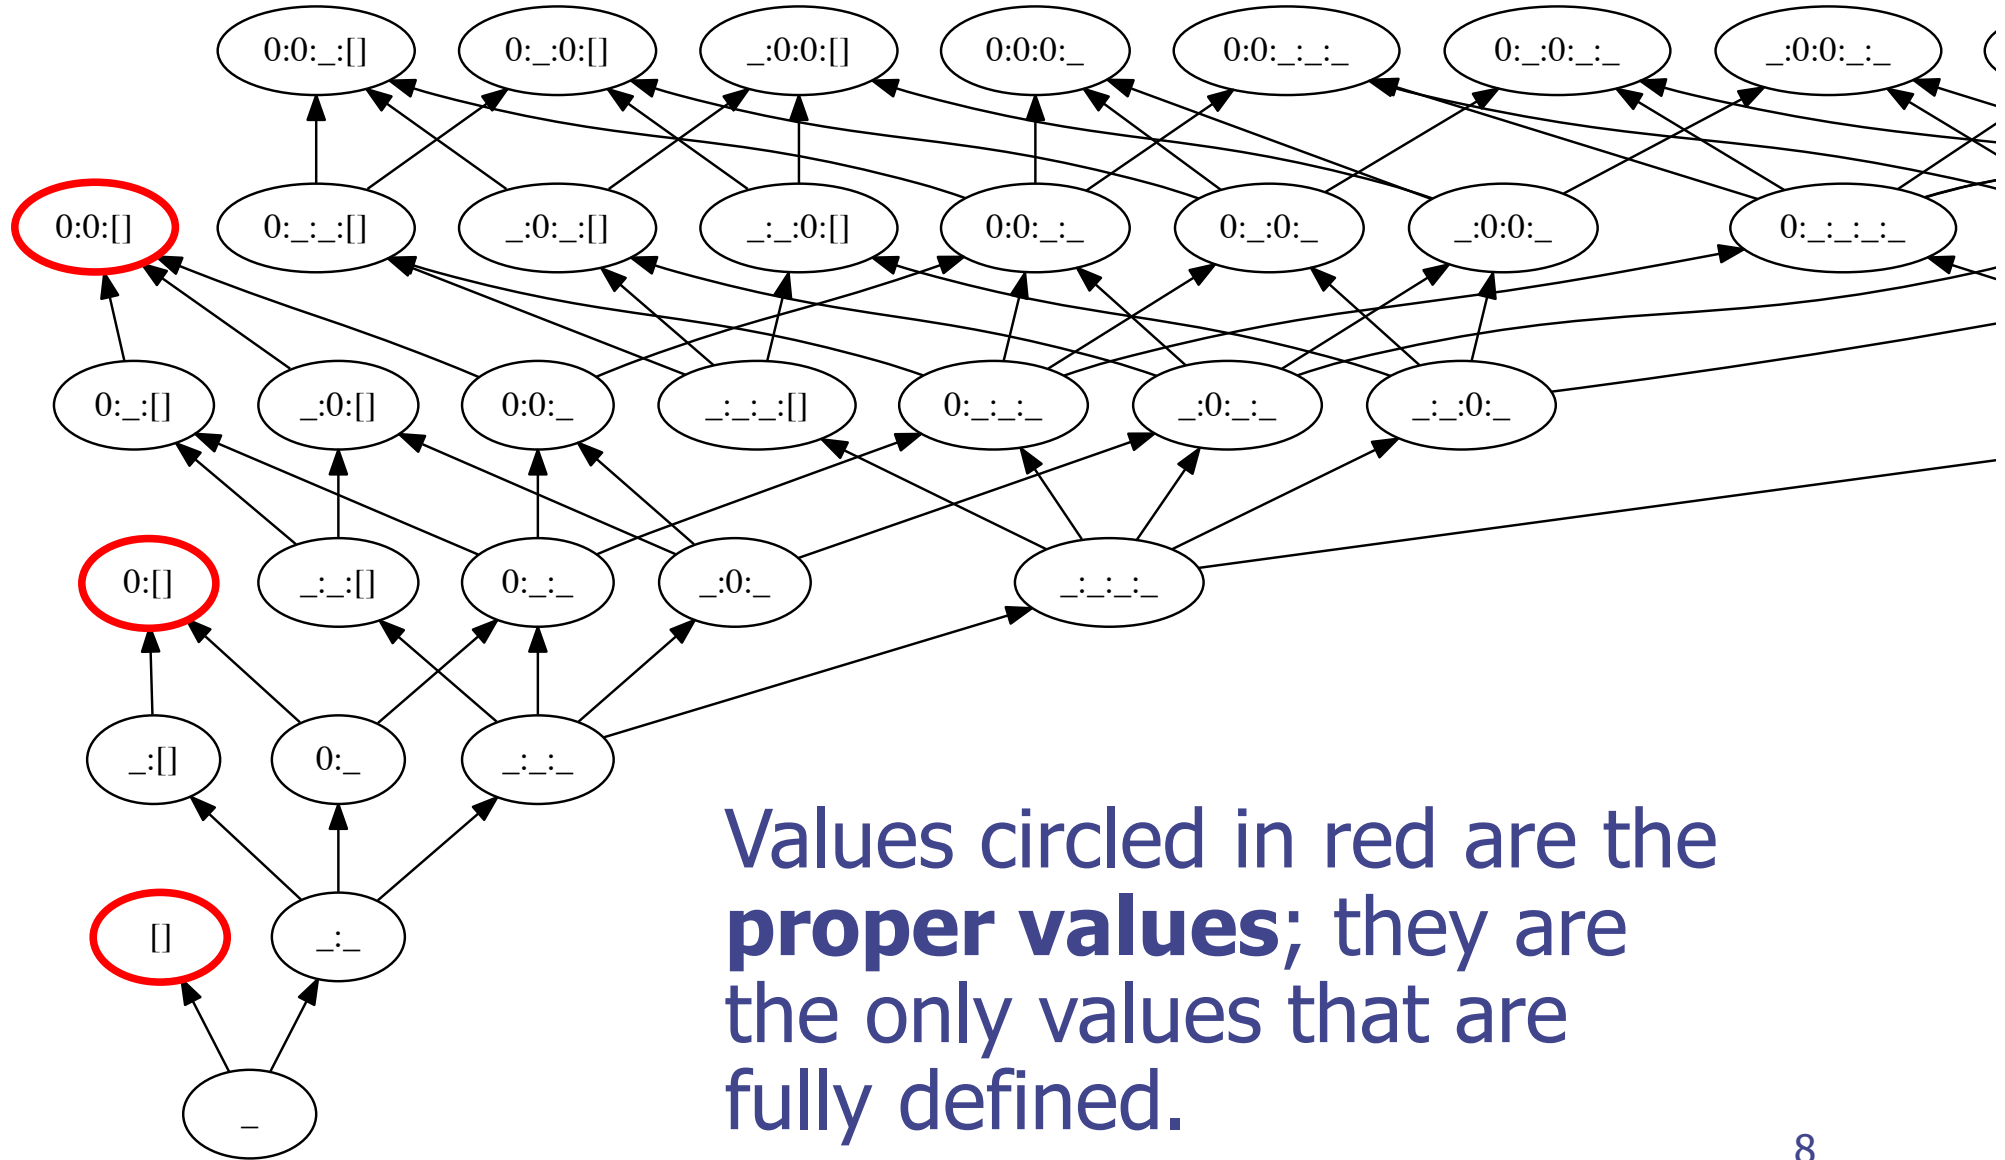 0:0:_:[] 0:_:0:[] _:0:0:[] 0:0:0:_ 0:0:_:_:_ 0:_:0:_:_ _:0:0:_:_
0:0:[] 0:_:_:[] _:0:_:[] _:_:0:[] 0:0:_:_ 0:_:0:_ _:0:0:_ 0:_:_:_:_
0:_:[] _:0:[] 0:0:_ _:_:_:[] 0:_:_:_ _:0:_:_ _:_:0:_
0:[] _:_:[] 0:_:_ _:0:_ _:_:_:_
_:[] 0:_ _:_:_
[] _:_
_
Values circled in red are the
proper values; they are
the only values that are
fully defined.
8